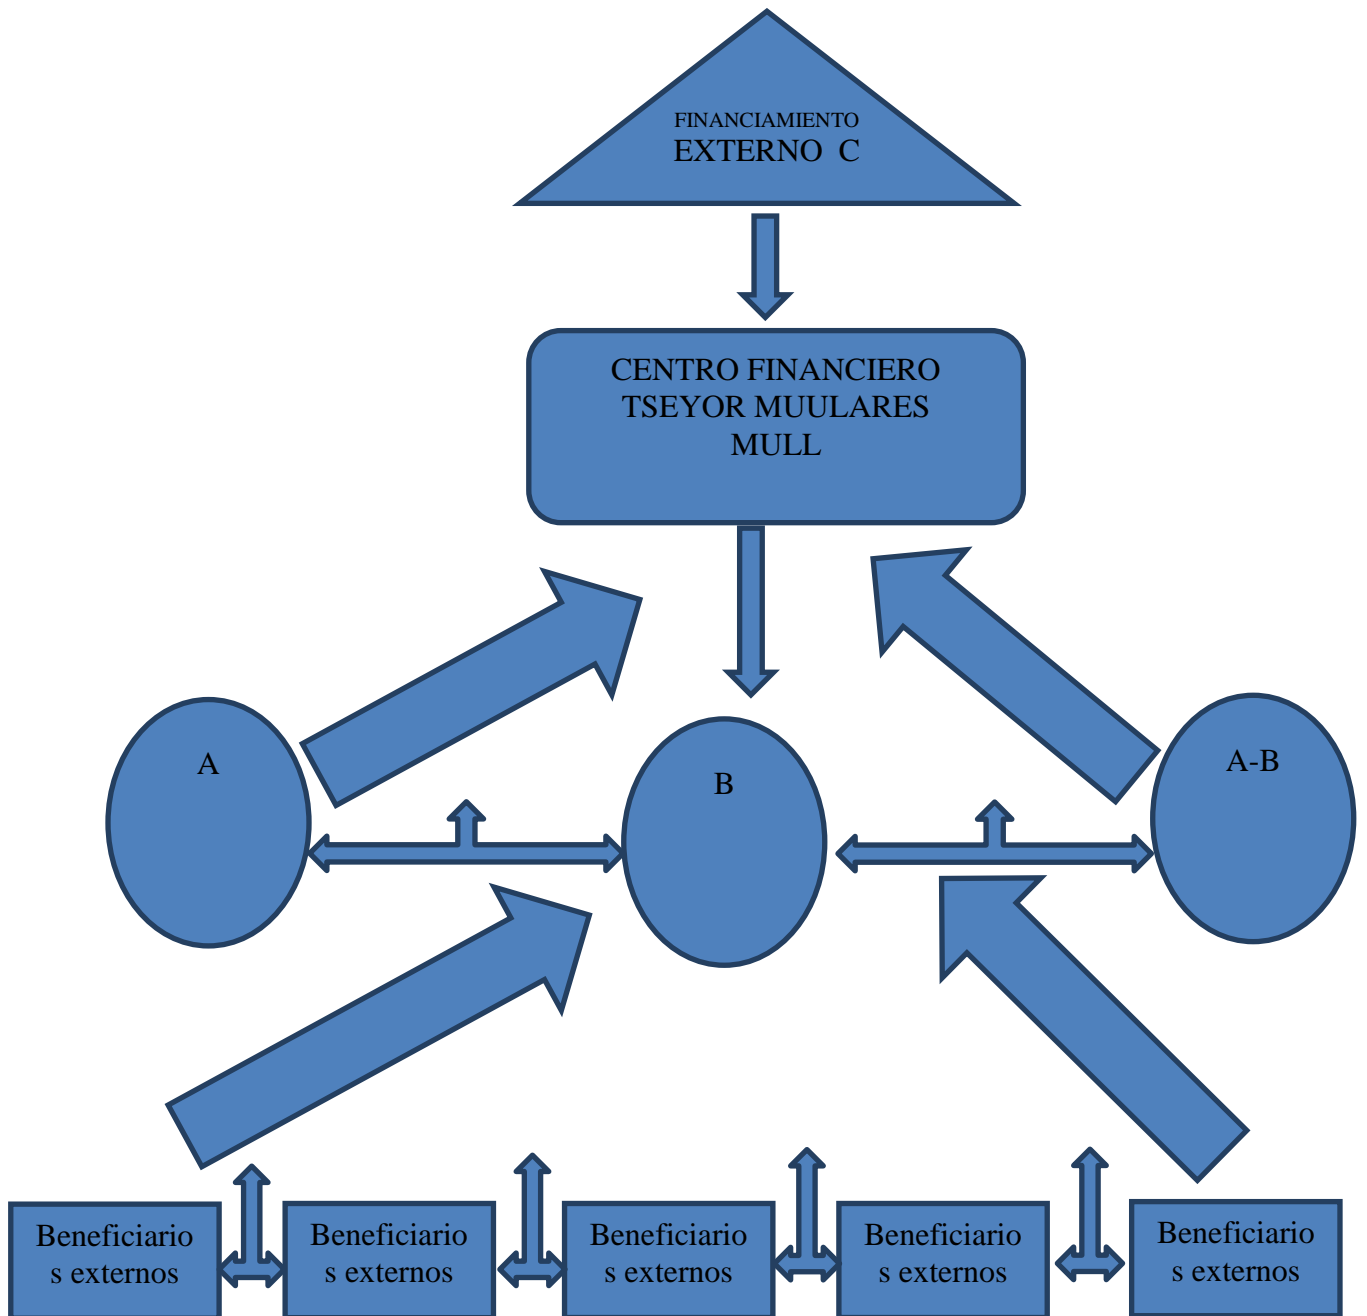 FINANCIAMIENTO
EXTERNO C
CENTRO FINANCIERO
TSEYOR MUULARES
MULL
A
B
A-B
Beneficiario
s externos
Beneficiario
s externos
Beneficiario
s externos
Beneficiario
s externos
Beneficiario
s externos